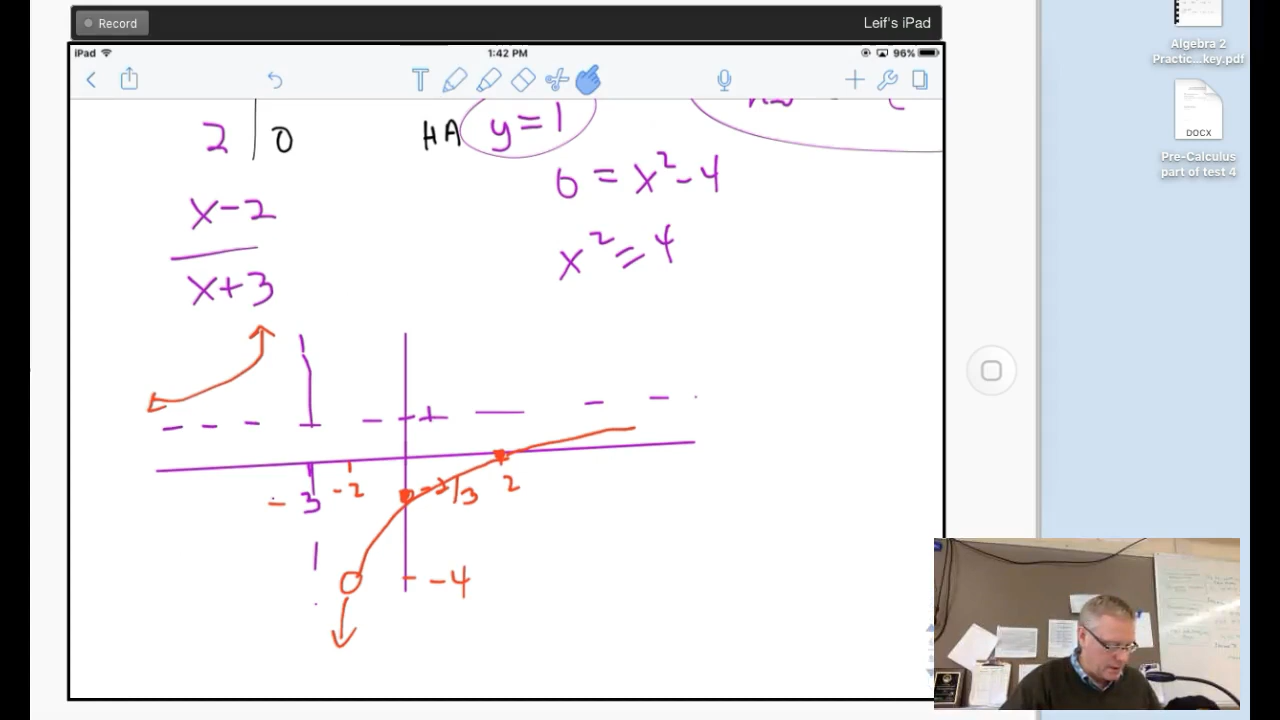 Record
Leif's iPad
iPad
1:42 PM
96%
T
Algebra 2
Practic...key.pdf
DOCX
Pre-Calculus
part of test 4
2 | 0
HA y=1
0 = x²-4
x-2
x+3
x² = 4
-3
-2
-2/3
2
-4